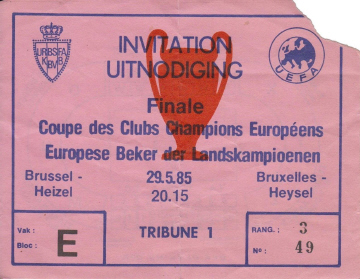 URBSFA
KBVB
INVITATION
UITNODIGING
UEFA
Finale
Coupe des Clubs Champions Européens
Europese Beker der Landskampioenen
Brussel - 29.5.85 Bruxelles -
Heizel 20.15 Heysel
Vak :
Bloc : E TRIBUNE 1 RANG. : 3
N° : 49